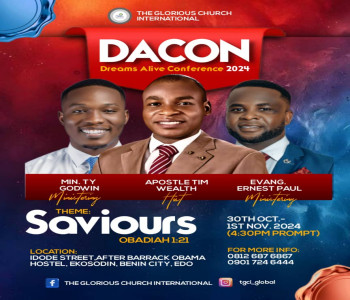 THE GLORIOUS CHURCH
INTERNATIONAL
DACON
Dreams Alive Conference 2024
MIN. TY
GODWIN
Ministering
APOSTLE TIM
WEALTH
Host
EVANG.
ERNEST PAUL
Ministering
THEME:
Saviours
OBADIAH 1:21
30TH OCT.-
1ST NOV. 2024
(4:30PM PROMPT)
LOCATION:
IDODE STREET,AFTER BARRACK OBAMA
HOSTEL, EKOSODIN, BENIN CITY, EDO
FOR MORE INFO:
0812 687 6867
0901 724 6444
THE GLORIOUS CHURCH INTERNATIONAL
tgci_global